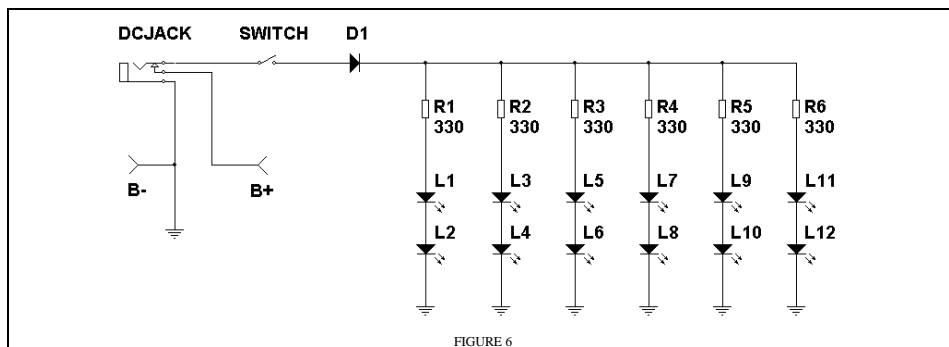 DCJACK SWITCH D1
R1 R2 R3 R4 R5 R6
330 330 330 330 330 330
B- B+
L1 L3 L5 L7 L9 L11
L2 L4 L6 L8 L10 L12
FIGURE 6